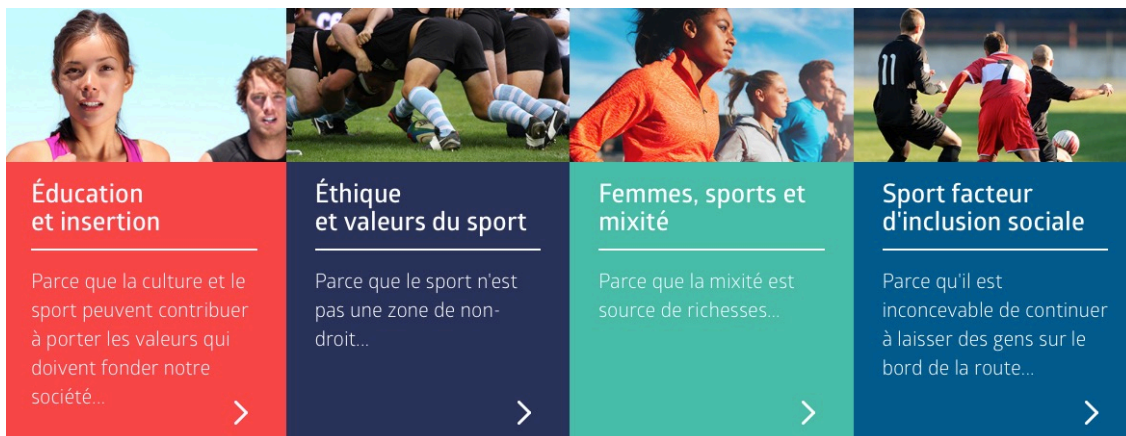 11
7
Éducation
et insertion
Parce que la culture et le
sport peuvent contribuer
à porter les valeurs qui
doivent fonder notre
société...
Éthique
et valeurs du sport
Parce que le sport n'est
pas une zone de non-
droit...
Femmes, sports et
mixité
Parce que la mixité est
source de richesses...
Sport facteur
d'inclusion sociale
Parce qu'il est
inconcevable de continuer
à laisser des gens sur le
bord de la route...